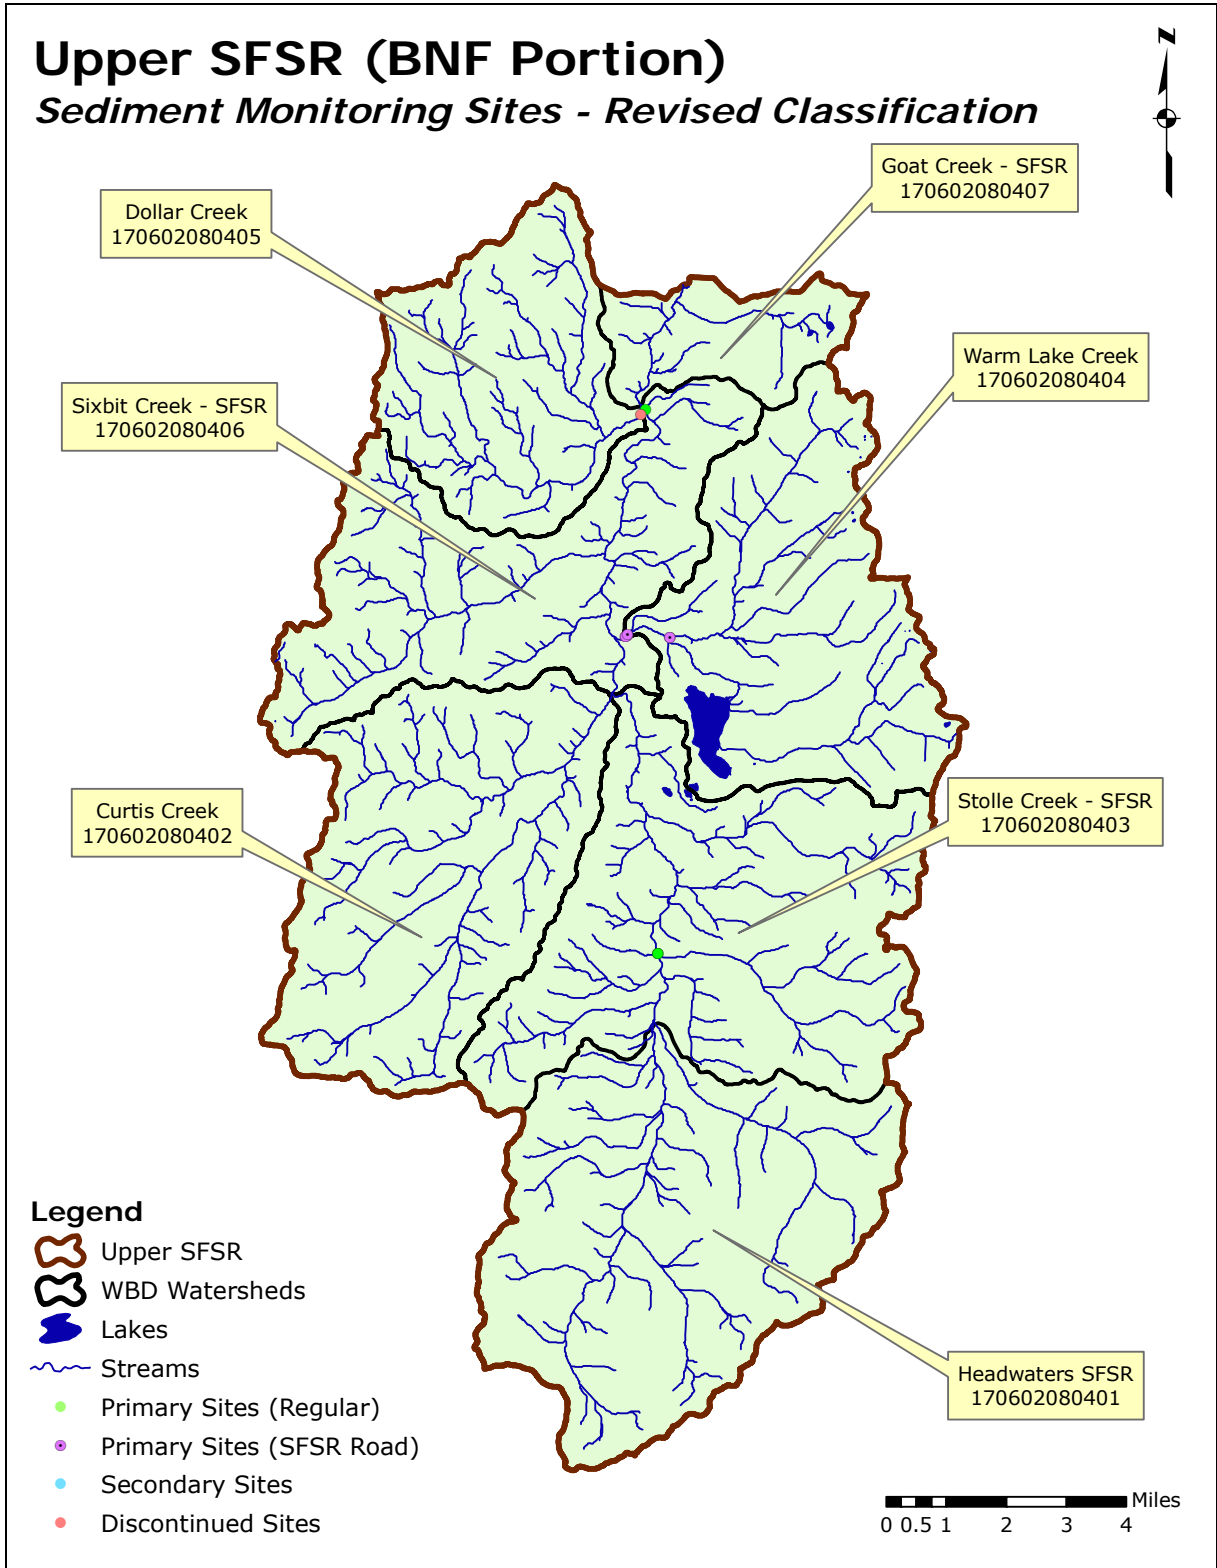 Upper SFSR (BNF Portion)
Sediment Monitoring Sites - Revised Classification
N
Goat Creek - SFSR
170602080407
Dollar Creek
170602080405
Warm Lake Creek
170602080404
Sixbit Creek - SFSR
170602080406
Curtis Creek
170602080402
Stolle Creek - SFSR
170602080403
Headwaters SFSR
170602080401
Legend
Upper SFSR
WBD Watersheds
Lakes
Streams
Primary Sites (Regular)
Primary Sites (SFSR Road)
Secondary Sites
Discontinued Sites
Miles
0 0.5 1 2 3 4